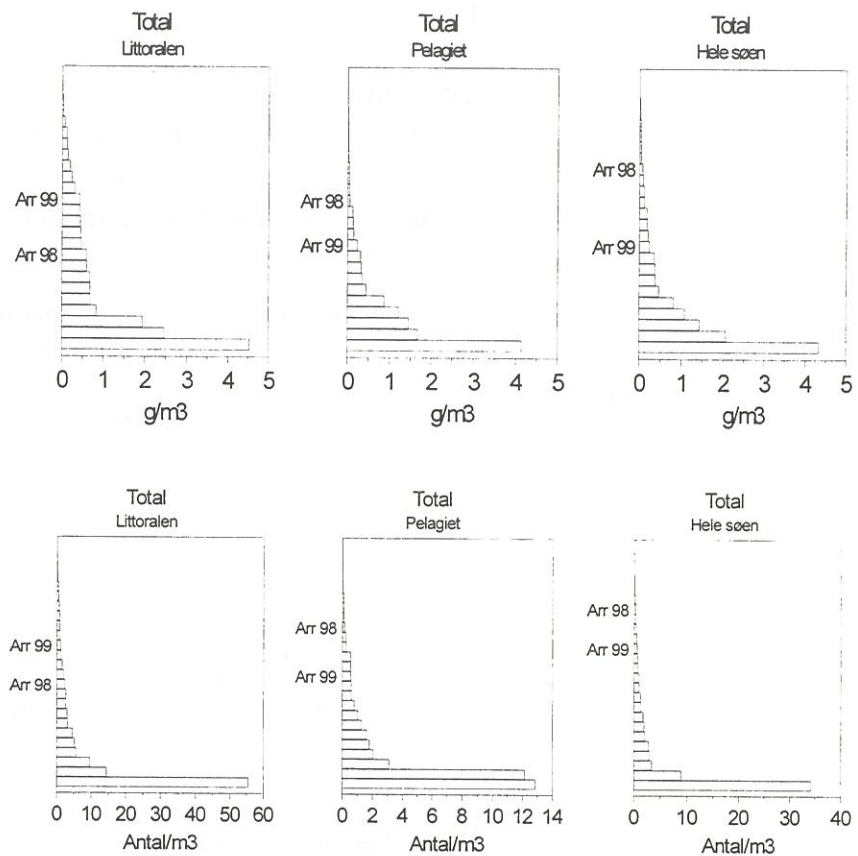 Total
Littoralen
Arr 99
Arr 98
0 1 2 3 4 5
g/m3
Total
Pelagiet
Arr 98
Arr 99
0 1 2 3 4 5
g/m3
Total
Hele søen
Arr 98
Arr 99
0 1 2 3 4 5
g/m3
Total
Littoralen
Arr 99
Arr 98
0 10 20 30 40 50 60
Antal/m3
Total
Pelagiet
Arr 98
Arr 99
0 2 4 6 8 10 12 14
Antal/m3
Total
Hele søen
Arr 98
Arr 99
0 10 20 30 40
Antal/m3